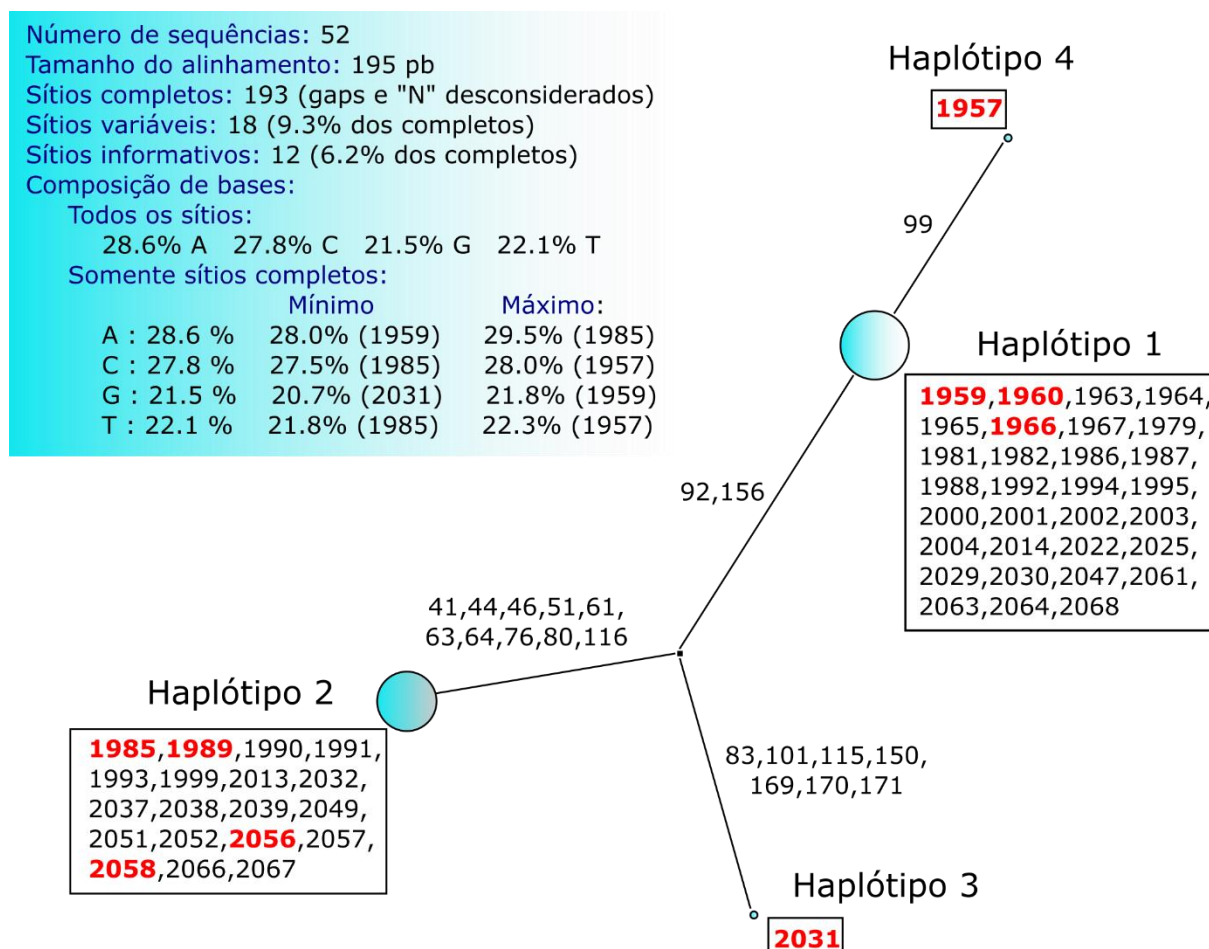 Número de sequências: 52
Tamanho do alinhamento: 195 pb
Sítios completos: 193 (gaps e "N" desconsiderados)
Sítios variáveis: 18 (9.3% dos completos)
Sítios informativos: 12 (6.2% dos completos)
Composição de bases:
Todos os sítios:
28.6% A 27.8% C 21.5% G 22.1% T
Somente sítios completos:
Mínimo Máximo:
A : 28.6 % 28.0% (1959) 29.5% (1985)
C : 27.8 % 27.5% (1985) 28.0% (1957)
G : 21.5 % 20.7% (2031) 21.8% (1959)
T : 22.1 % 21.8% (1985) 22.3% (1957)
Haplótipo 4
1957
99
Haplótipo 1
1959,1960,1963,1964,
1965,1966,1967,1979,
1981,1982,1986,1987,
1988,1992,1994,1995,
2000,2001,2002,2003,
2004,2014,2022,2025,
2029,2030,2047,2061,
2063,2064,2068
92,156
41,44,46,51,61,
63,64,76,80,116
Haplótipo 2
1985,1989,1990,1991,
1993,1999,2013,2032,
2037,2038,2039,2049,
2051,2052,2056,2057,
2058,2066,2067
83,101,115,150,
169,170,171
Haplótipo 3
2031